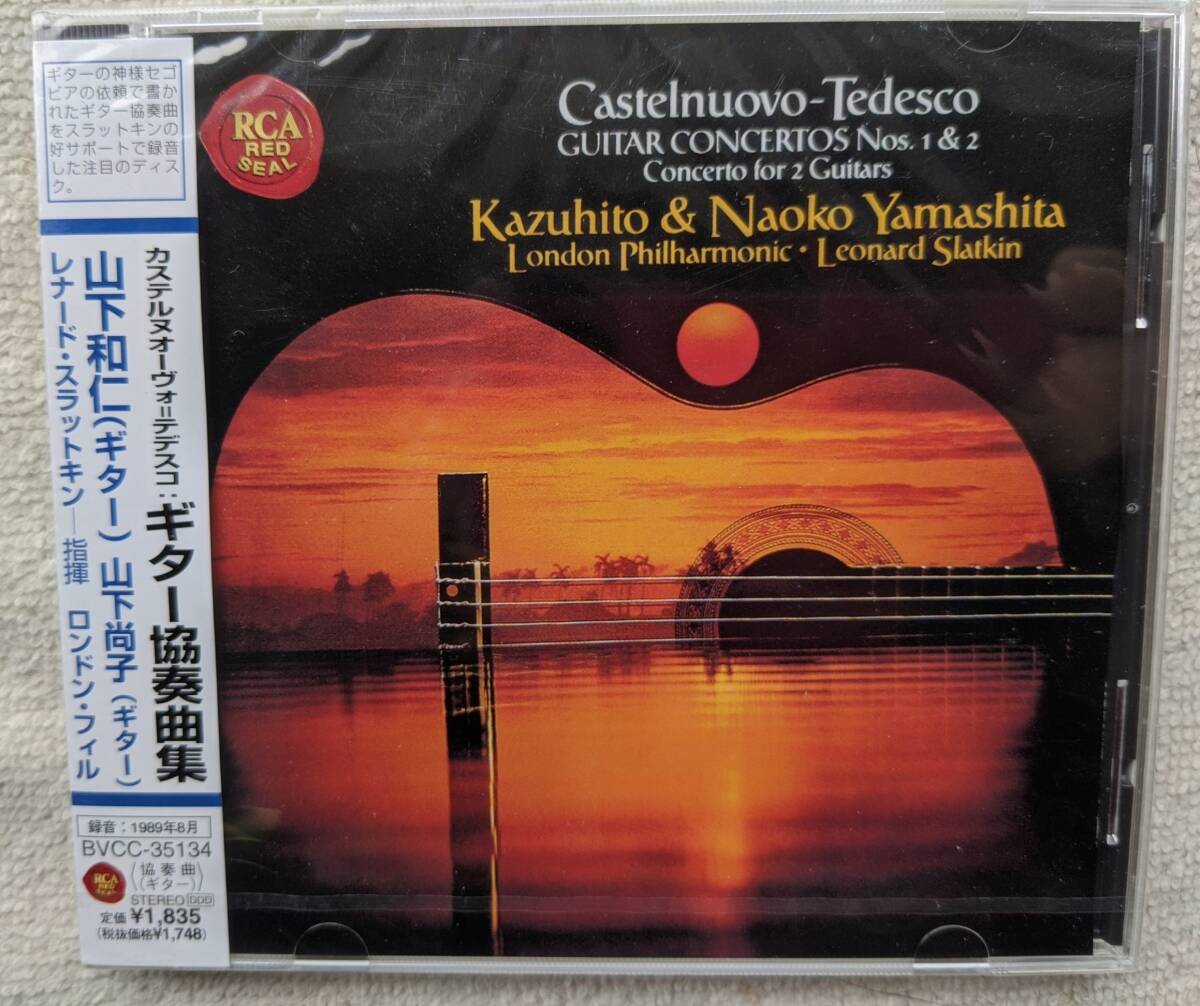 ギターの神様セゴ
ビアの依頼で書か
れたギター協奏曲
をスラットキンの
好サポートで録音
した注目のディス
ク。
カステルヌオーヴォ=テデスコ:ギター協奏曲集
山下和仁(ギター) 山下尚子(ギター)
レナード・スラットキン―指揮 ロンドン・フィル
録音:1989年8月
BVCC-35134
RCA
RED
SEAL
〈協奏曲
(ギター)〉
STEREO DDD
定価 ¥1,835
(税抜価格¥1,748)
RCA
RED
SEAL
Castelnuovo-Tedesco
GUITAR CONCERTOS Nos. 1 & 2
Concerto for 2 Guitars
Kazuhito & Naoko Yamashita
London Philharmonic • Leonard Slatkin